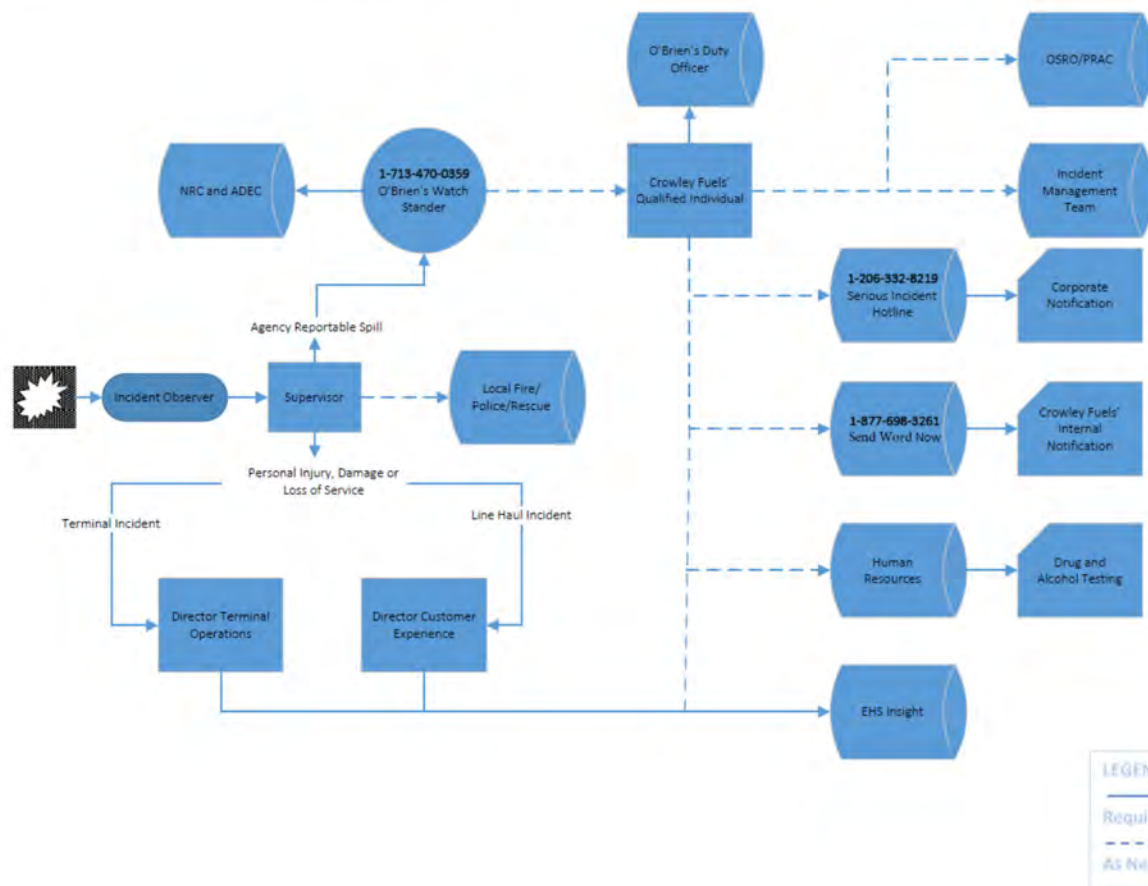 O'Brien's Duty
Officer
OSRO/PRAC
1-713-470-0359
O'Brien's Watch
Stander
NRC and ADEC
Crowley Fuels'
Qualified Individual
Incident
Management
Team
1-206-332-8219
Serious Incident
Hotline
Corporate
Notification
Agency Reportable Spill
Incident Observer
Supervisor
Local Fire/
Police/Rescue
1-877-698-3261
Send Word Now
Crowley Fuels'
Internal
Notification
Personal Injury, Damage or
Loss of Service
Terminal Incident
Line Haul Incident
Human
Resources
Drug and
Alcohol Testing
Director Terminal
Operations
Director Customer
Experience
EHS Insight
LEGEN
Requi
As Ne